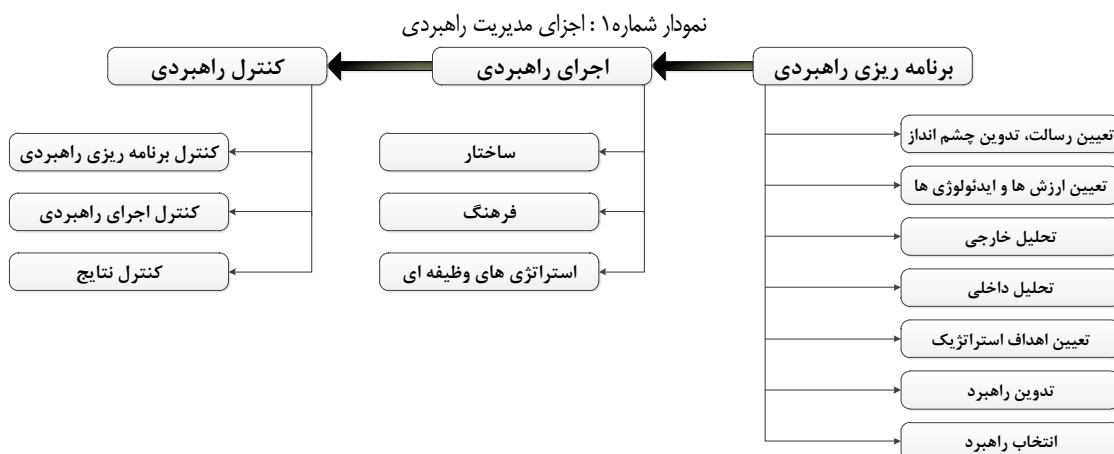 نمودار شماره۱ : اجزای مدیریت راهبردی
برنامه ریزی راهبردی
تعیین رسالت، تدوین چشم انداز
تعیین ارزش ها و ایدئولوژی ها
تحلیل خارجی
تحلیل داخلی
تعیین اهداف استراتژیک
تدوین راهبرد
انتخاب راهبرد
اجرای راهبردی
ساختار
فرهنگ
استراتژی های وظیفه ای
کنترل راهبردی
کنترل برنامه ریزی راهبردی
کنترل اجرای راهبردی
کنترل نتایج